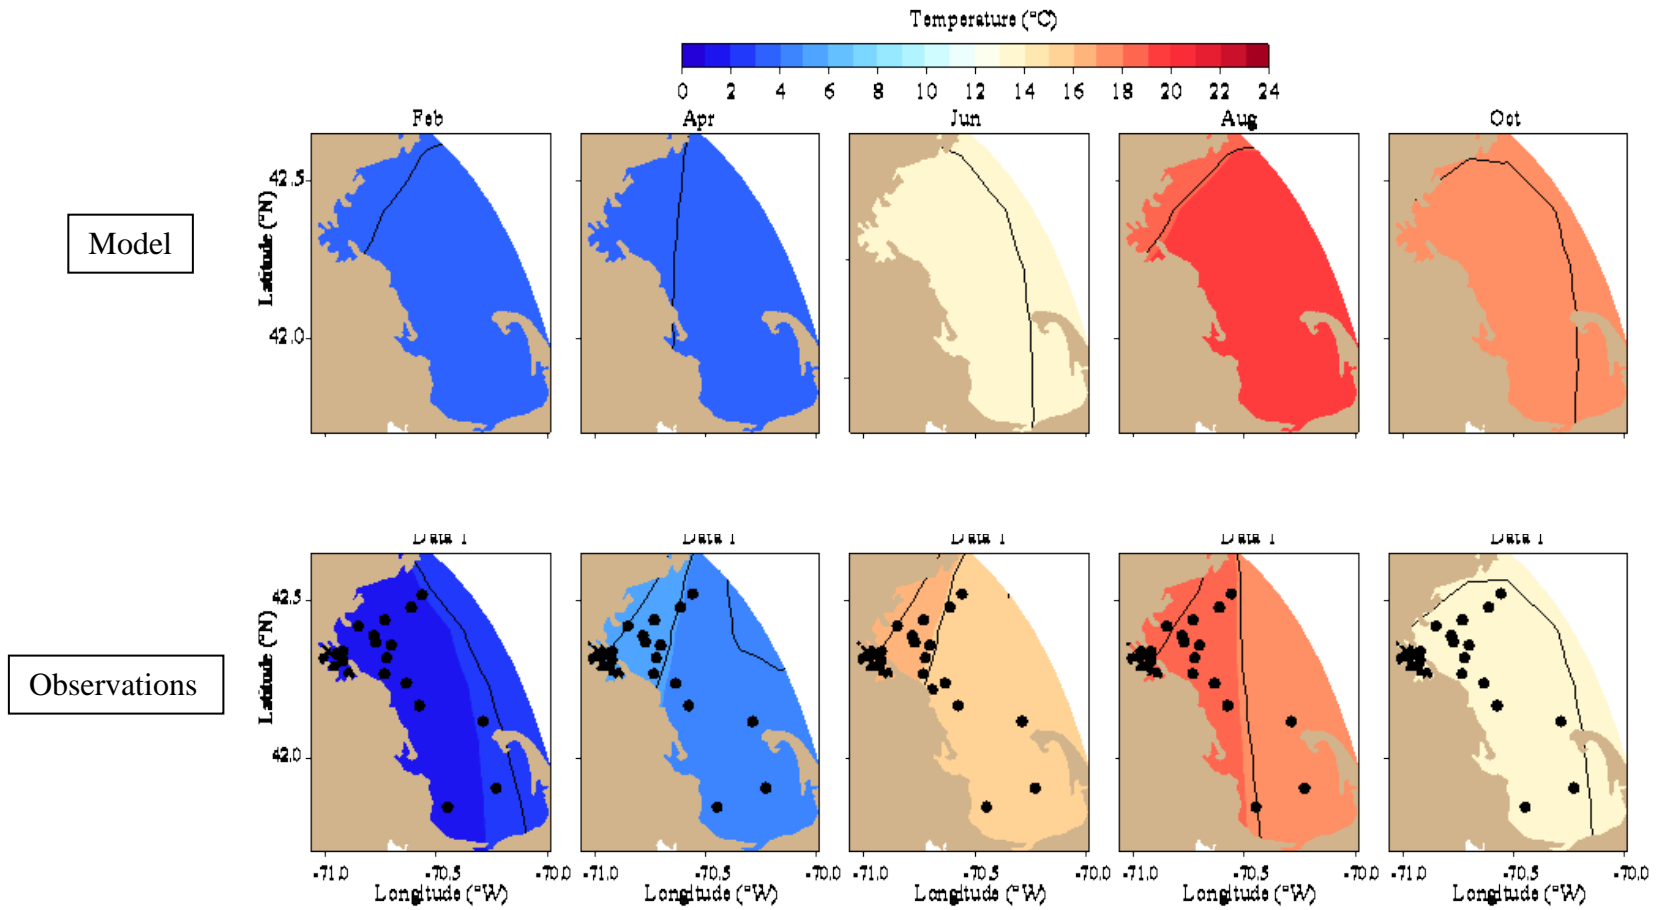 Temperature (°C)
0 2 4 6 8 10 12 14 16 18 20 22 24
Feb Apr Jun Aug Oct
Model
Latitude (°N)
42.5
42.0
Observations
Latitude (°N)
42.5
42.0
-71.0 -70.5 -70.0 -71.0 -70.5 -70.0 -71.0 -70.5 -70.0 -71.0 -70.5 -70.0 -71.0 -70.5 -70.0
Longitude (°W) Longitude (°W) Longitude (°W) Longitude (°W) Longitude (°W)